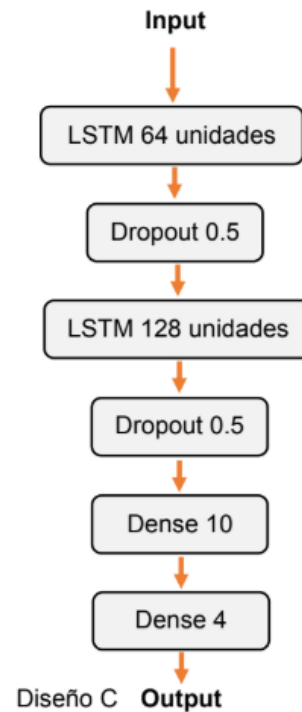 Input
LSTM 64 unidades
Dropout 0.5
LSTM 128 unidades
Dropout 0.5
Dense 10
Dense 4
Diseño C Output